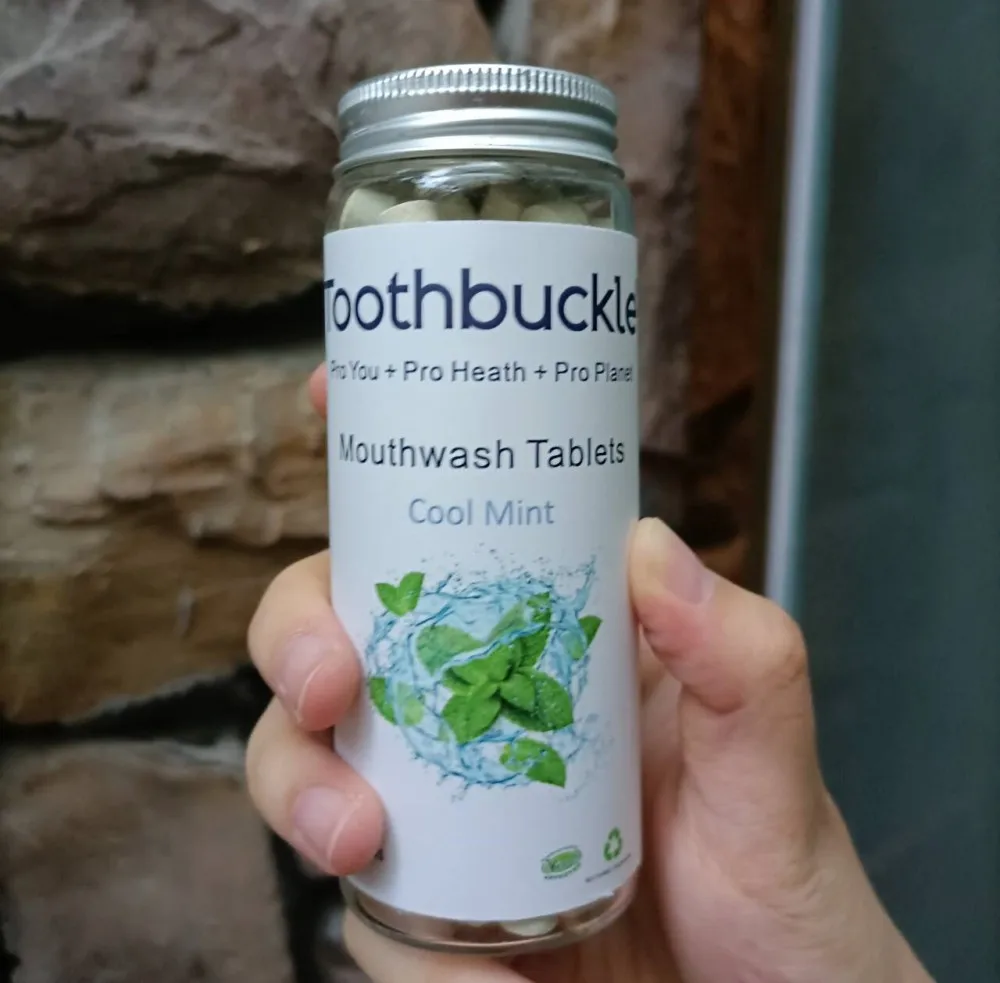 Toothbuckle
Pro You + Pro Heath + Pro Planet
Mouthwash Tablets
Cool Mint